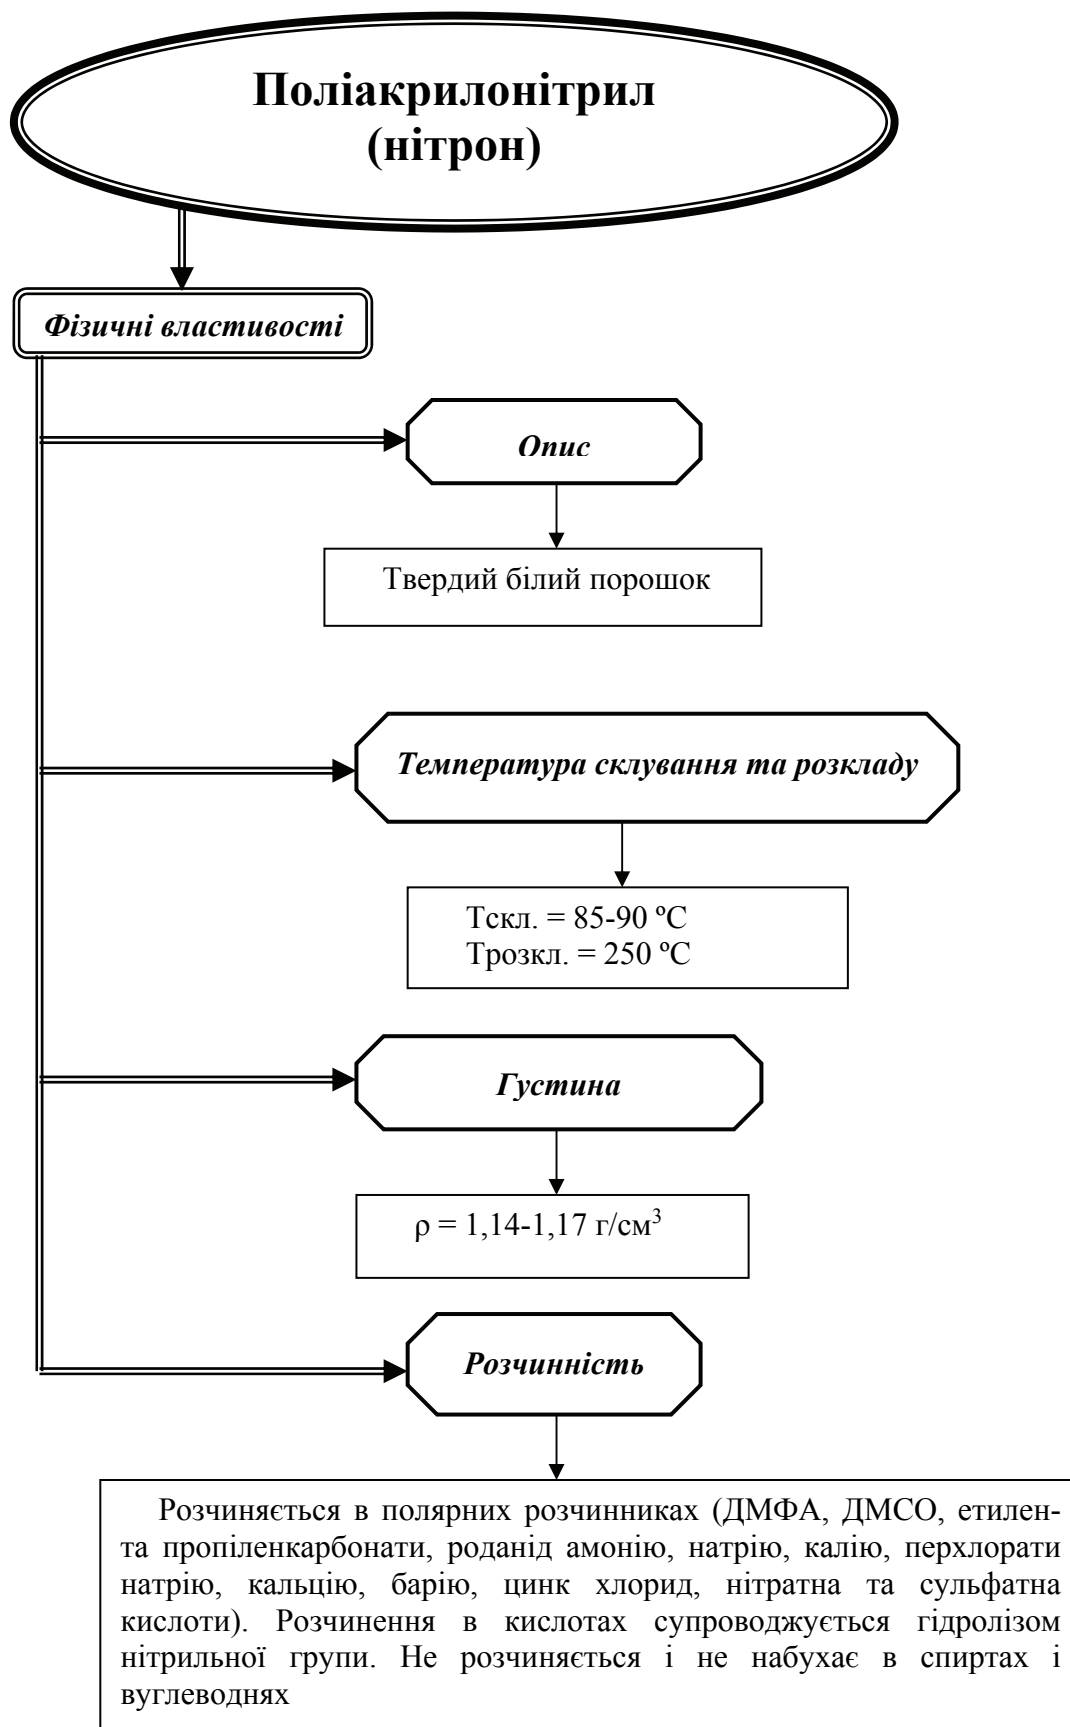 Поліакрилонітрил
(нітрон)
Фізичні властивості
Опис
Твердий білий порошок
Температура склування та розкладу
Тскл. = 85-90 ºС
Трозкл. = 250 ºС
Густина
ρ = 1,14-1,17 г/см³
Розчинність
Розчиняється в полярних розчинниках (ДМФА, ДМСО, етилен-
та пропіленкарбонати, роданід амонію, натрію, калію, перхлорати
натрію, кальцію, барію, цинк хлорид, нітратна та сульфатна
кислоти). Розчинення в кислотах супроводжується гідролізом
нітрильної групи. Не розчиняється і не набухає в спиртах і
вуглеводнях